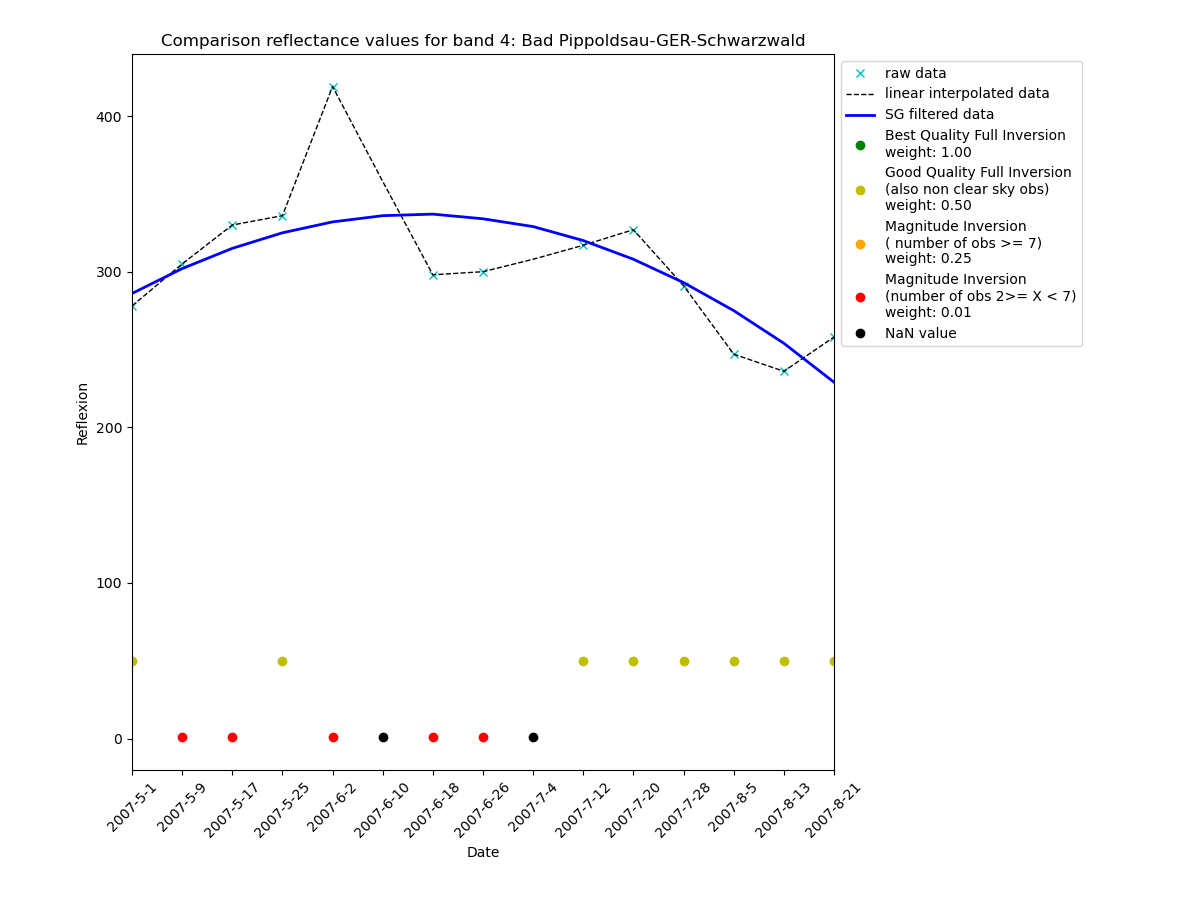 Comparison reflectance values for band 4: Bad Pippoldsau-GER-Schwarzwald
raw data
linear interpolated data
SG filtered data
Best Quality Full Inversion
weight: 1.00
Good Quality Full Inversion
(also non clear sky obs)
weight: 0.50
Magnitude Inversion
( number of obs >= 7)
weight: 0.25
Magnitude Inversion
(number of obs 2>= X < 7)
weight: 0.01
NaN value
400
300
200
100
0
Reflexion
2007-5-1
2007-5-9
2007-5-17
2007-5-25
2007-6-2
2007-6-10
2007-6-18
2007-6-26
2007-7-4
2007-7-12
2007-7-20
2007-7-28
2007-8-5
2007-8-13
2007-8-21
Date